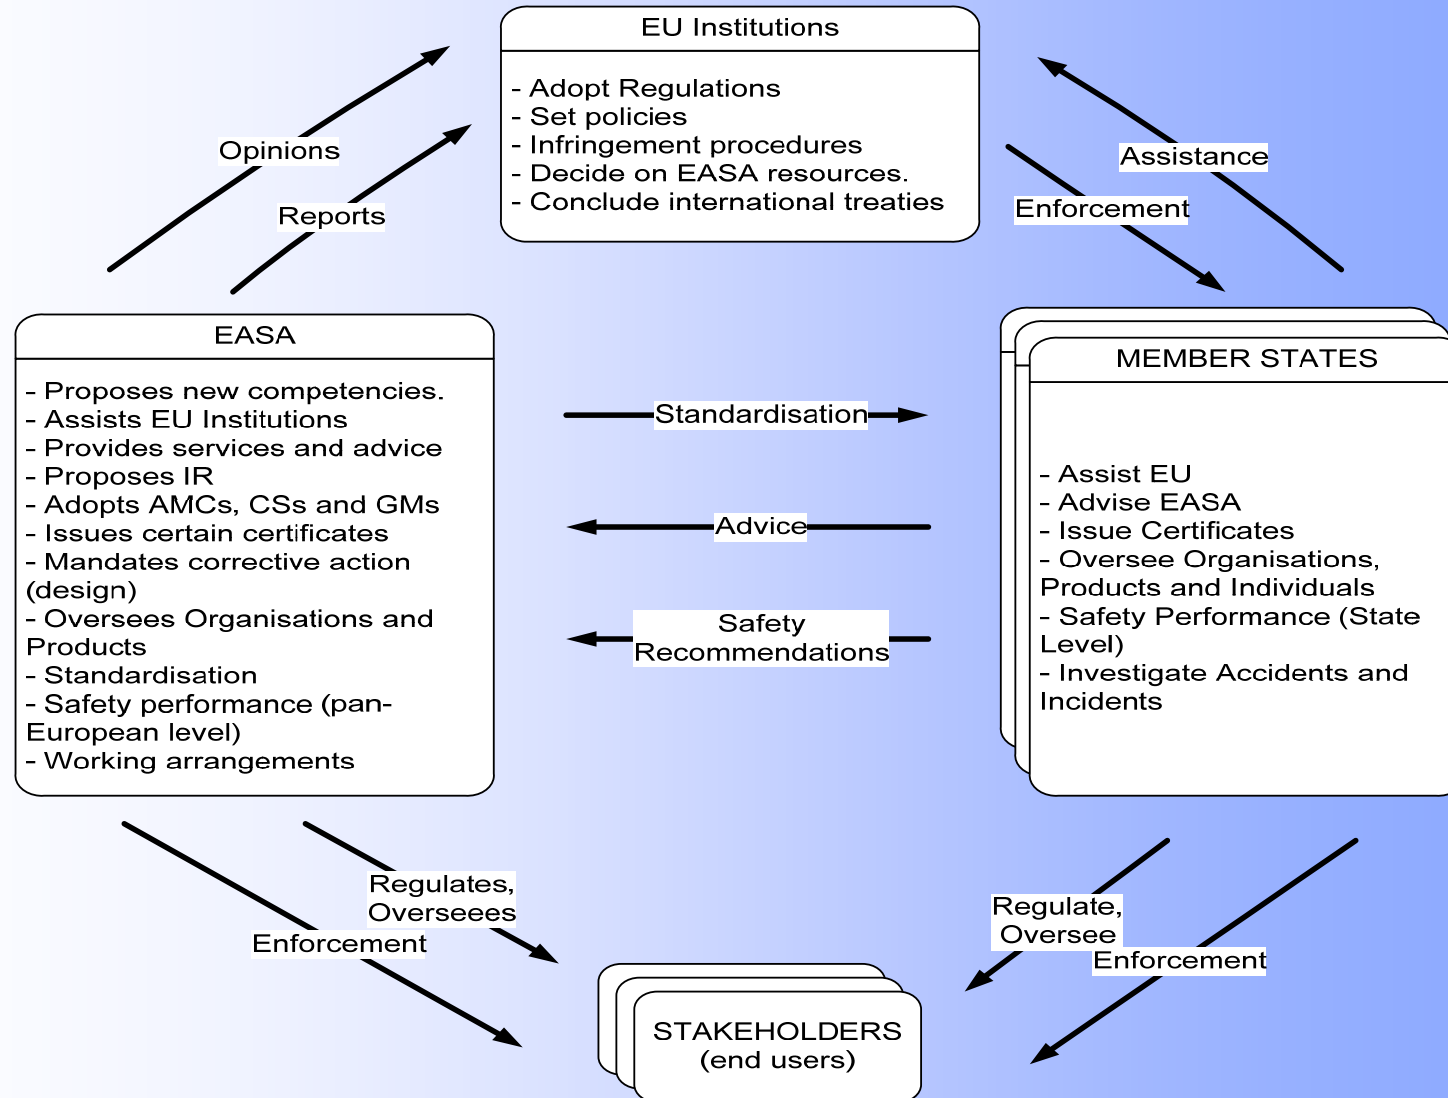 EU Institutions
- Adopt Regulations
- Set policies
- Infringement procedures
- Decide on EASA resources.
- Conclude international treaties
Opinions
Reports
Assistance
Enforcement
EASA
- Proposes new competencies.
- Assists EU Institutions
- Provides services and advice
- Proposes IR
- Adopts AMCs, CSs and GMs
- Issues certain certificates
- Mandates corrective action
(design)
- Oversees Organisations and
Products
- Standardisation
- Safety performance (pan-
European level)
- Working arrangements
Standardisation
Advice
Safety
Recommendations
MEMBER STATES
- Assist EU
- Advise EASA
- Issue Certificates
- Oversee Organisations,
Products and Individuals
- Safety Performance (State
Level)
- Investigate Accidents and
Incidents
Regulates,
Overseees
Enforcement
Regulate,
Oversee
Enforcement
STAKEHOLDERS
(end users)